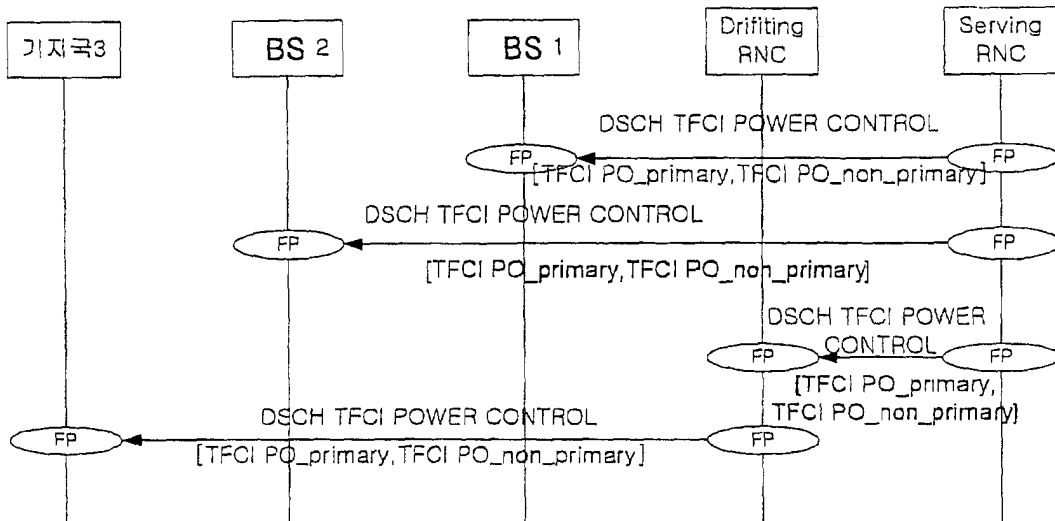 기지국3
BS 2
BS 1
Drifiting
RNC
Serving
RNC
DSCH TFCI POWER CONTROL
FP
FP
[TFCI PO_primary,TFCI PO_non_primary]
DSCH TFCI POWER CONTROL
FP
FP
[TFCI PO_primary,TFCI PO_non_primary]
DSCH TFCI POWER
CONTROL
FP
FP
[TFCI PO_primary,
TFCI PO_non_primary]
DSCH TFCI POWER CONTROL
FP
FP
[TFCI PO_primary,TFCI PO_non_primary]